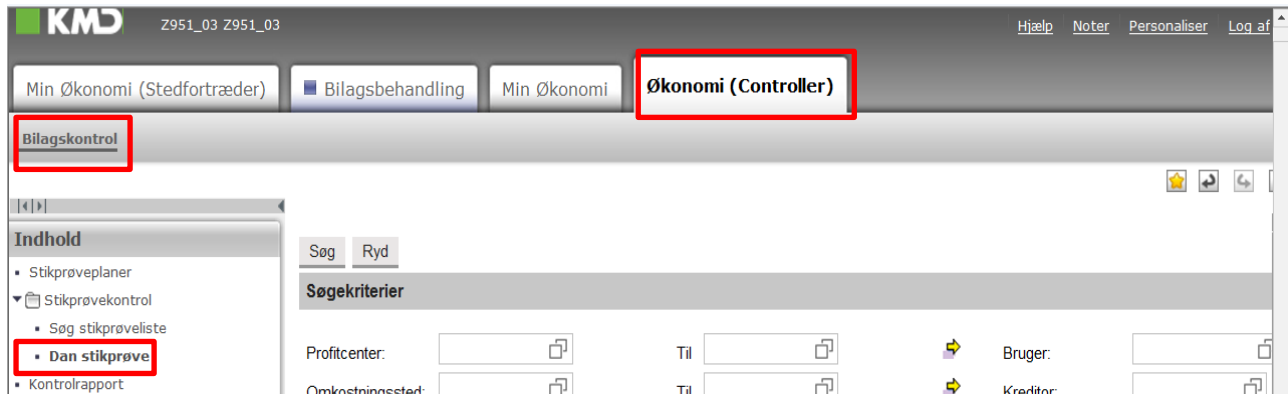 KMD Z951_03 Z951_03 Hjælp Noter Personaliser Log af
Min Økonomi (Stedfortræder) Bilagsbehandling Min Økonomi Økonomi (Controller)
Bilagskontrol
Indhold
Stikprøveplaner
Stikprøvekontrol
Søg stikprøveliste
Dan stikprøve
Kontrolrapport
Søg Ryd
Søgekriterier
Profitcenter: Til Bruger:
Omkostningssted: Til Kreditor: